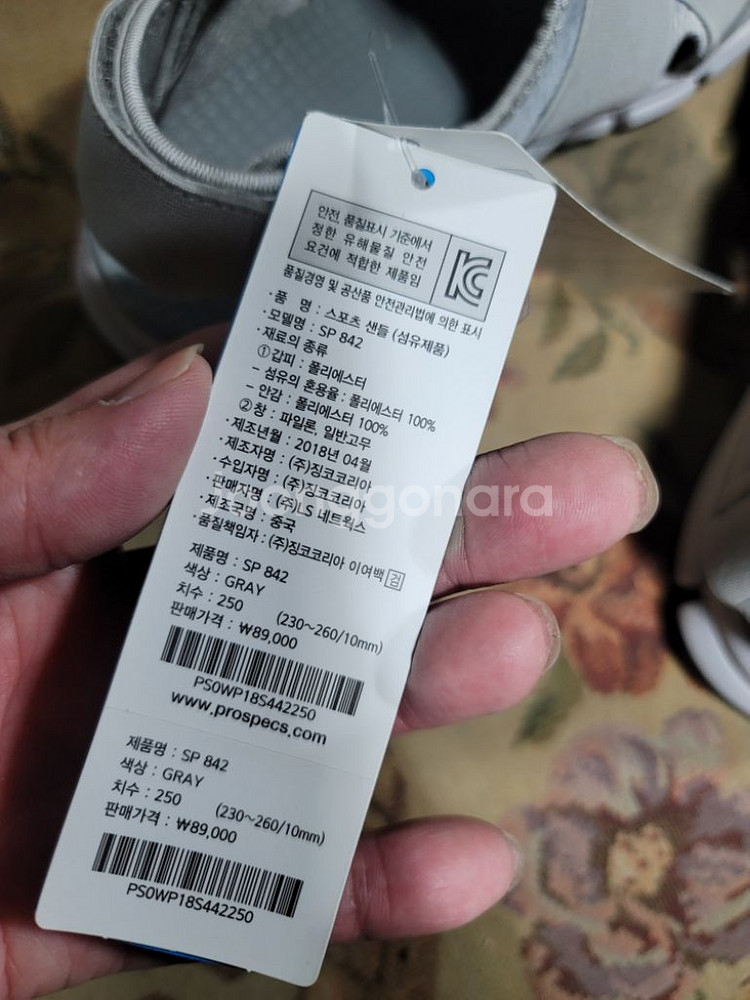 안전, 품질표시 기준에서
정한 유해물질 안전
요건에 적합한 제품임
품질경영 및 공산품 안전관리법에 의한 표시
·품 명 : 스포츠 샌들 (섬유제품)
·모델명 : SP 842
·재료의 종류
①갑피 : 폴리에스터
- 섬유의 혼용율 : 폴리에스터 100%
- 안감 : 폴리에스터 100%
②창 : 파일론, 일반고무
·제조년월 : 2018년 04월
·제조자명 : (주)징코코리아
·수입자명 : (주)징코코리아
·판매자명 : (주)LS 네트웍스
·제조국명 : 중국
·품질책임자 : (주)징코코리아 이여백 검
제품명 : SP 842
색상 : GRAY
치수 : 250 (230~260/10mm)
판매가격 : ₩89,000
PS0WP18S442250
www.prospecs.com
제품명 : SP 842
색상 : GRAY
치수 : 250 (230~260/10mm)
판매가격 : ₩89,000
PS0WP18S442250
joonggonara